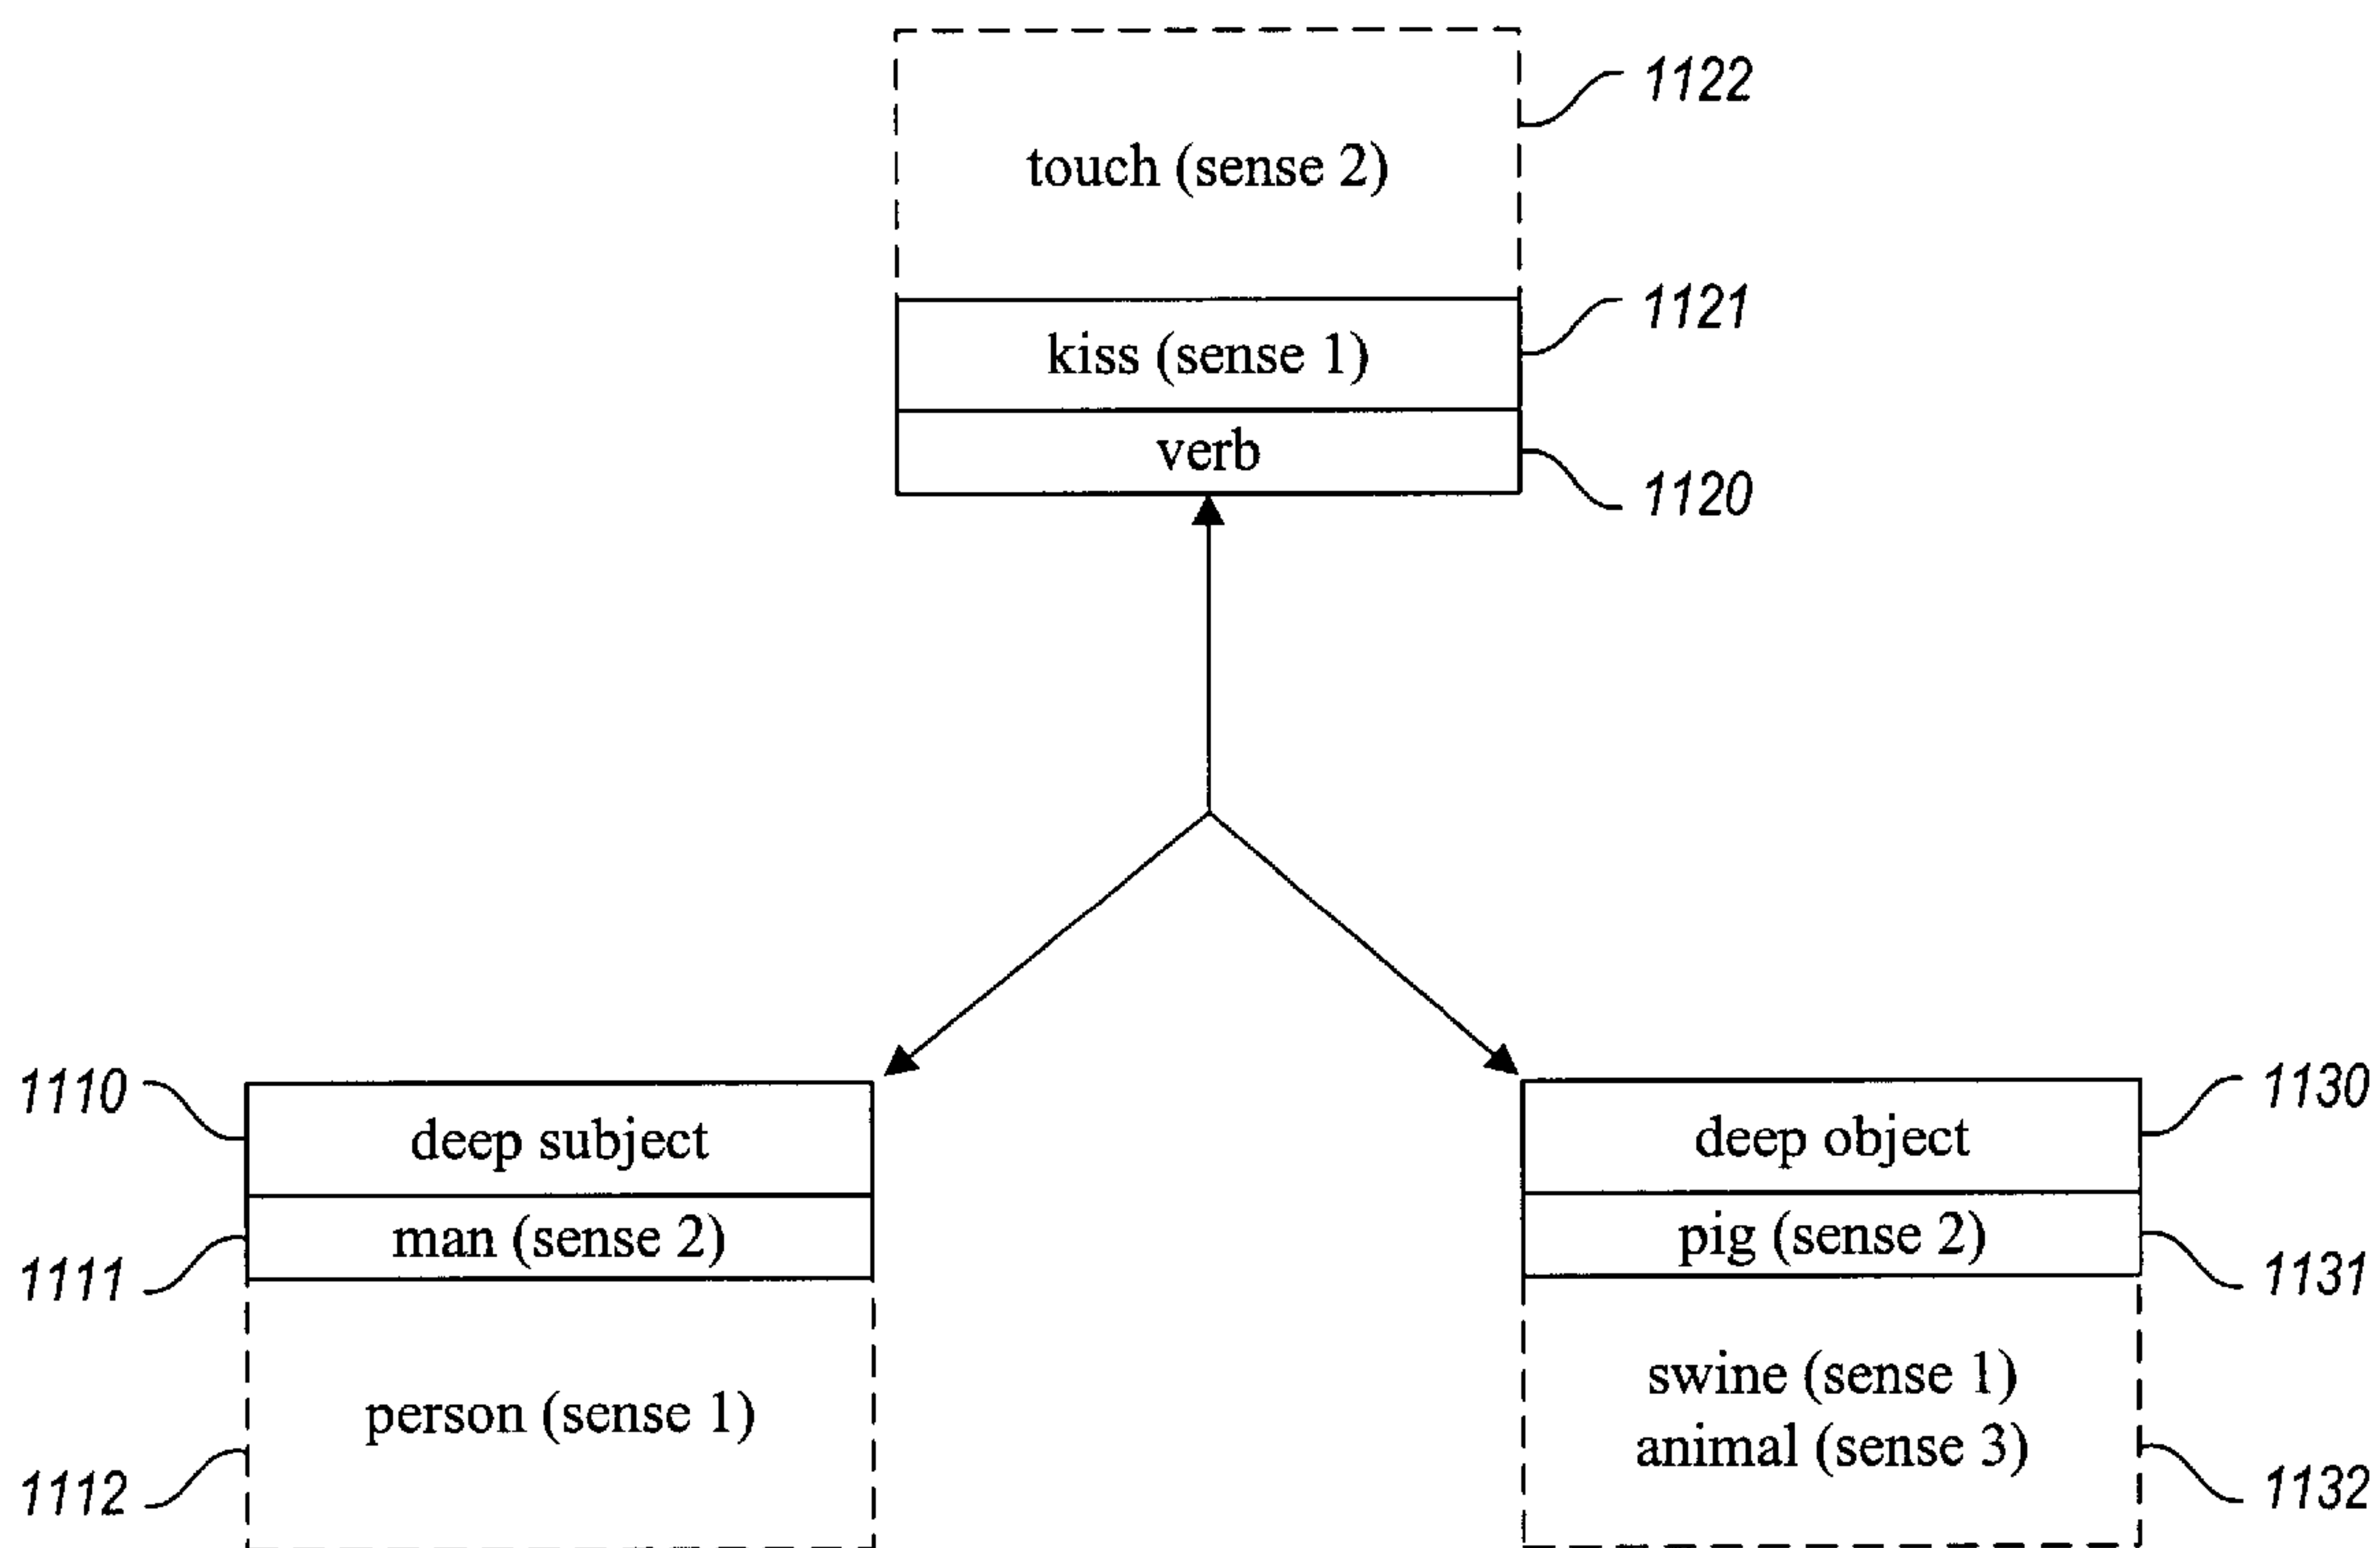 1122
touch (sense 2)
1121
kiss (sense 1)
verb
1120
1110
deep subject
1111
man (sense 2)
person (sense 1)
1112
1130
deep object
pig (sense 2)
1131
swine (sense 1)
animal (sense 3)
1132